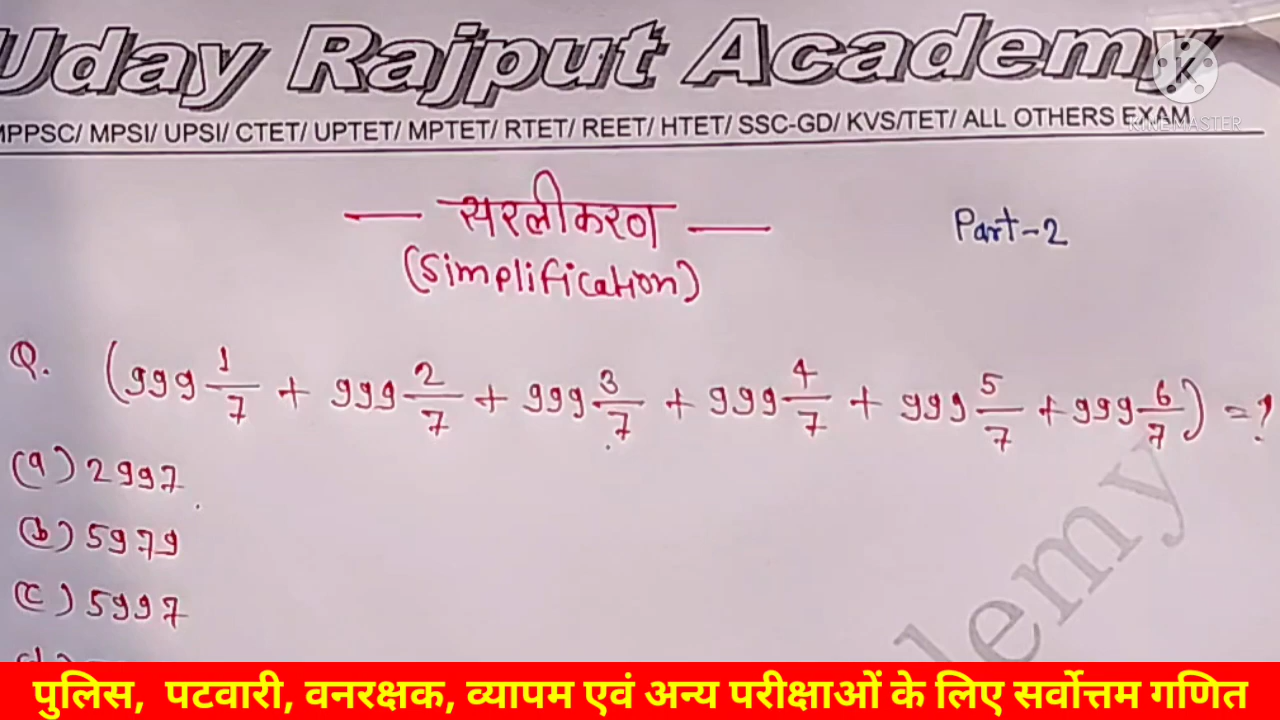 Uday Rajput Academy
MPPSC/ MPSI/ UPSI/ CTET/ UPTET/ MPTET/ RTET/ REET/ HTET/ SSC-GD/ KVS/TET/ ALL OTHERS EXAM
KINEMASTER
— सरलीकरण —
Part-2
(Simplification)
Q. (999 1/7 + 999 2/7 + 999 3/7 + 999 4/7 + 999 5/7 + 999 6/7) = ?
(a) 2997
(b) 5979
(c) 5997
demy
पुलिस, पटवारी, वनरक्षक, व्यापम एवं अन्य परीक्षाओं के लिए सर्वोत्तम गणित